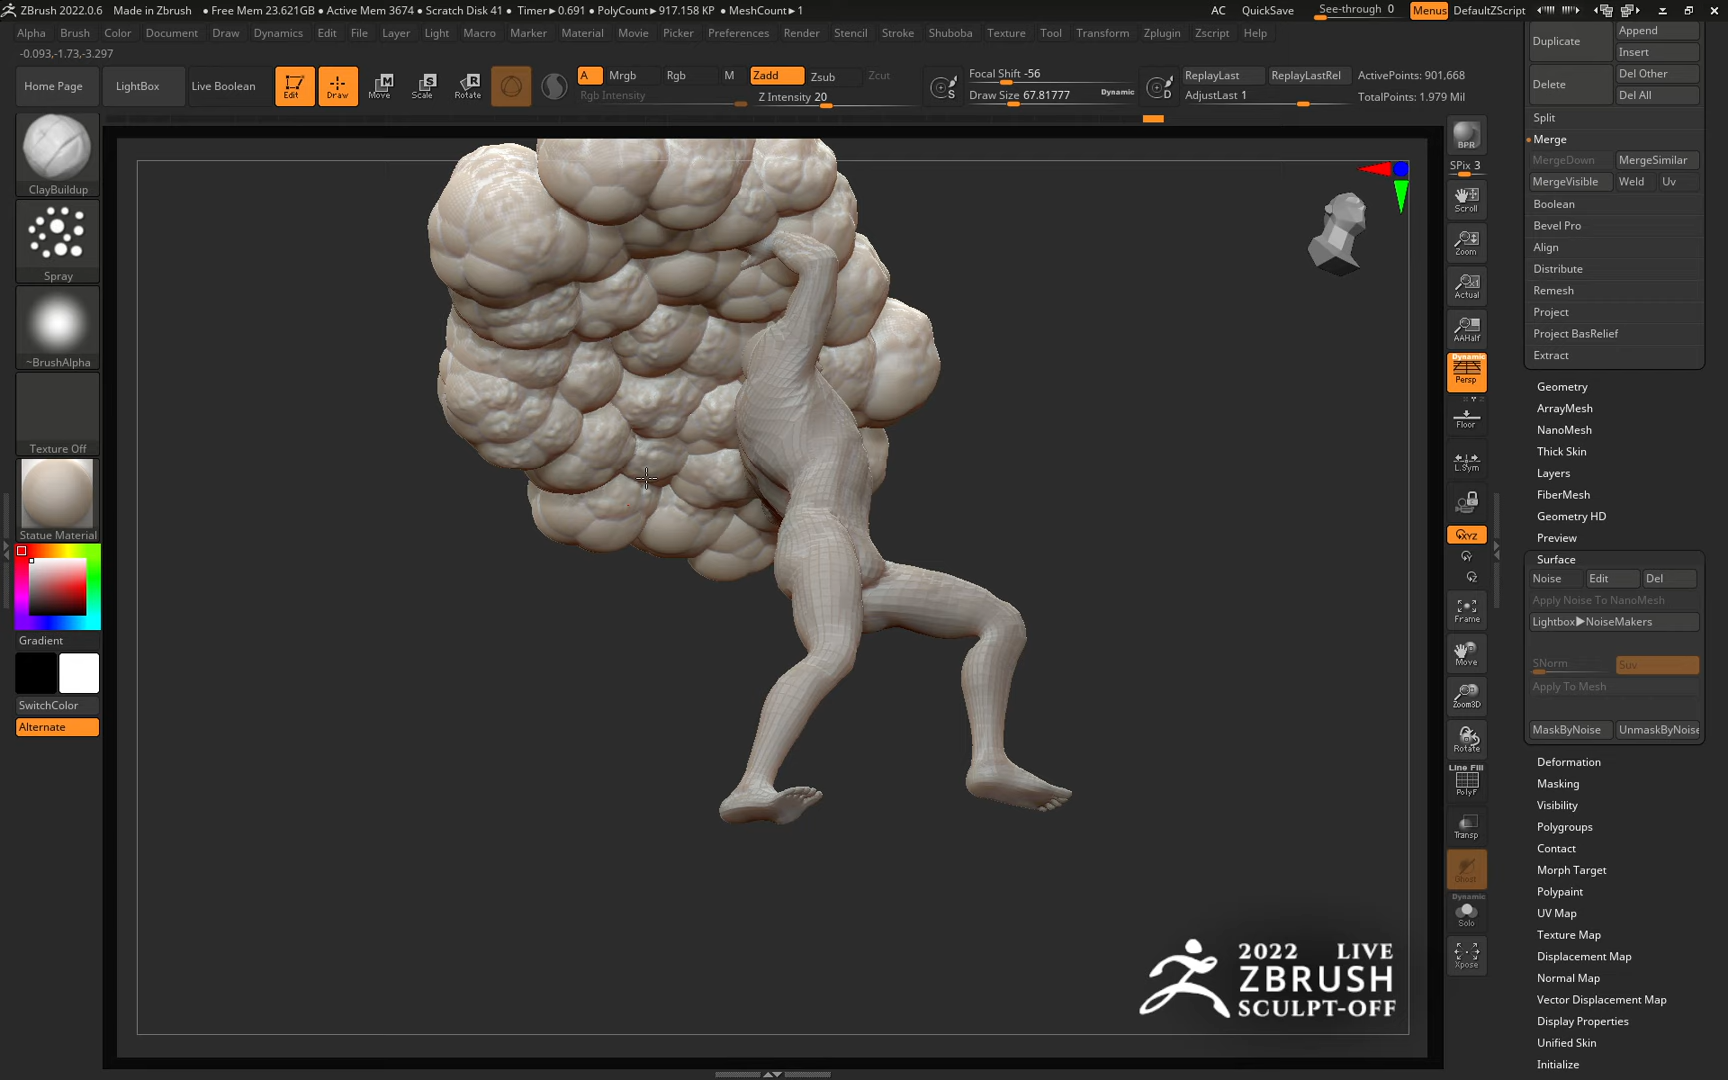 ZBrush 2022.0.6 Made in Zbrush • Free Mem 23.621GB • Active Mem 3674 • Scratch Disk 41 • Timer►0.691 • PolyCount►917.158 KP • MeshCount►1
AC QuickSave See-through 0 Menus DefaultZScript
Alpha Brush Color Document Draw Dynamics Edit File Layer Light Macro Marker Material Movie Picker Preferences Render Stencil Stroke Shuboba Texture Tool Transform Zplugin Zscript Help
-0.093,-1.73,-3.297
Home Page LightBox Live Boolean Edit Draw Move Scale Rotate
A Mrgb Rgb M Zadd Zsub Zcut
Rgb Intensity Z Intensity 20
S Focal Shift -56
Draw Size 67.81777 Dynamic
D ReplayLast ReplayLastRel ActivePoints: 901,668
AdjustLast 1 TotalPoints: 1.979 Mil
ClayBuildup
Spray
~BrushAlpha
Texture Off
Statue Material
Gradient
SwitchColor
Alternate
2022 LIVE
ZBRUSH
SCULPT-OFF
BPR
SPix 3
Scroll
Zoom
Actual
AAHalf
Dynamic
Persp
Floor
L.Sym
XYZ
Y
Z
Frame
Move
Zoom3D
Rotate
Line Fill
PolyF
Transp
Ghost
Dynamic
Solo
Xpose
Duplicate Append
Insert
Delete Del Other
Del All
Split
Merge
MergeDown MergeSimilar
MergeVisible Weld Uv
Boolean
Bevel Pro
Align
Distribute
Remesh
Project
Project BasRelief
Extract
Geometry
ArrayMesh
NanoMesh
Thick Skin
Layers
FiberMesh
Geometry HD
Preview
Surface
Noise Edit Del
Apply Noise To NanoMesh
Lightbox►NoiseMakers
SNorm Suv
Apply To Mesh
MaskByNoise UnmaskByNoise
Deformation
Masking
Visibility
Polygroups
Contact
Morph Target
Polypaint
UV Map
Texture Map
Displacement Map
Normal Map
Vector Displacement Map
Display Properties
Unified Skin
Initialize